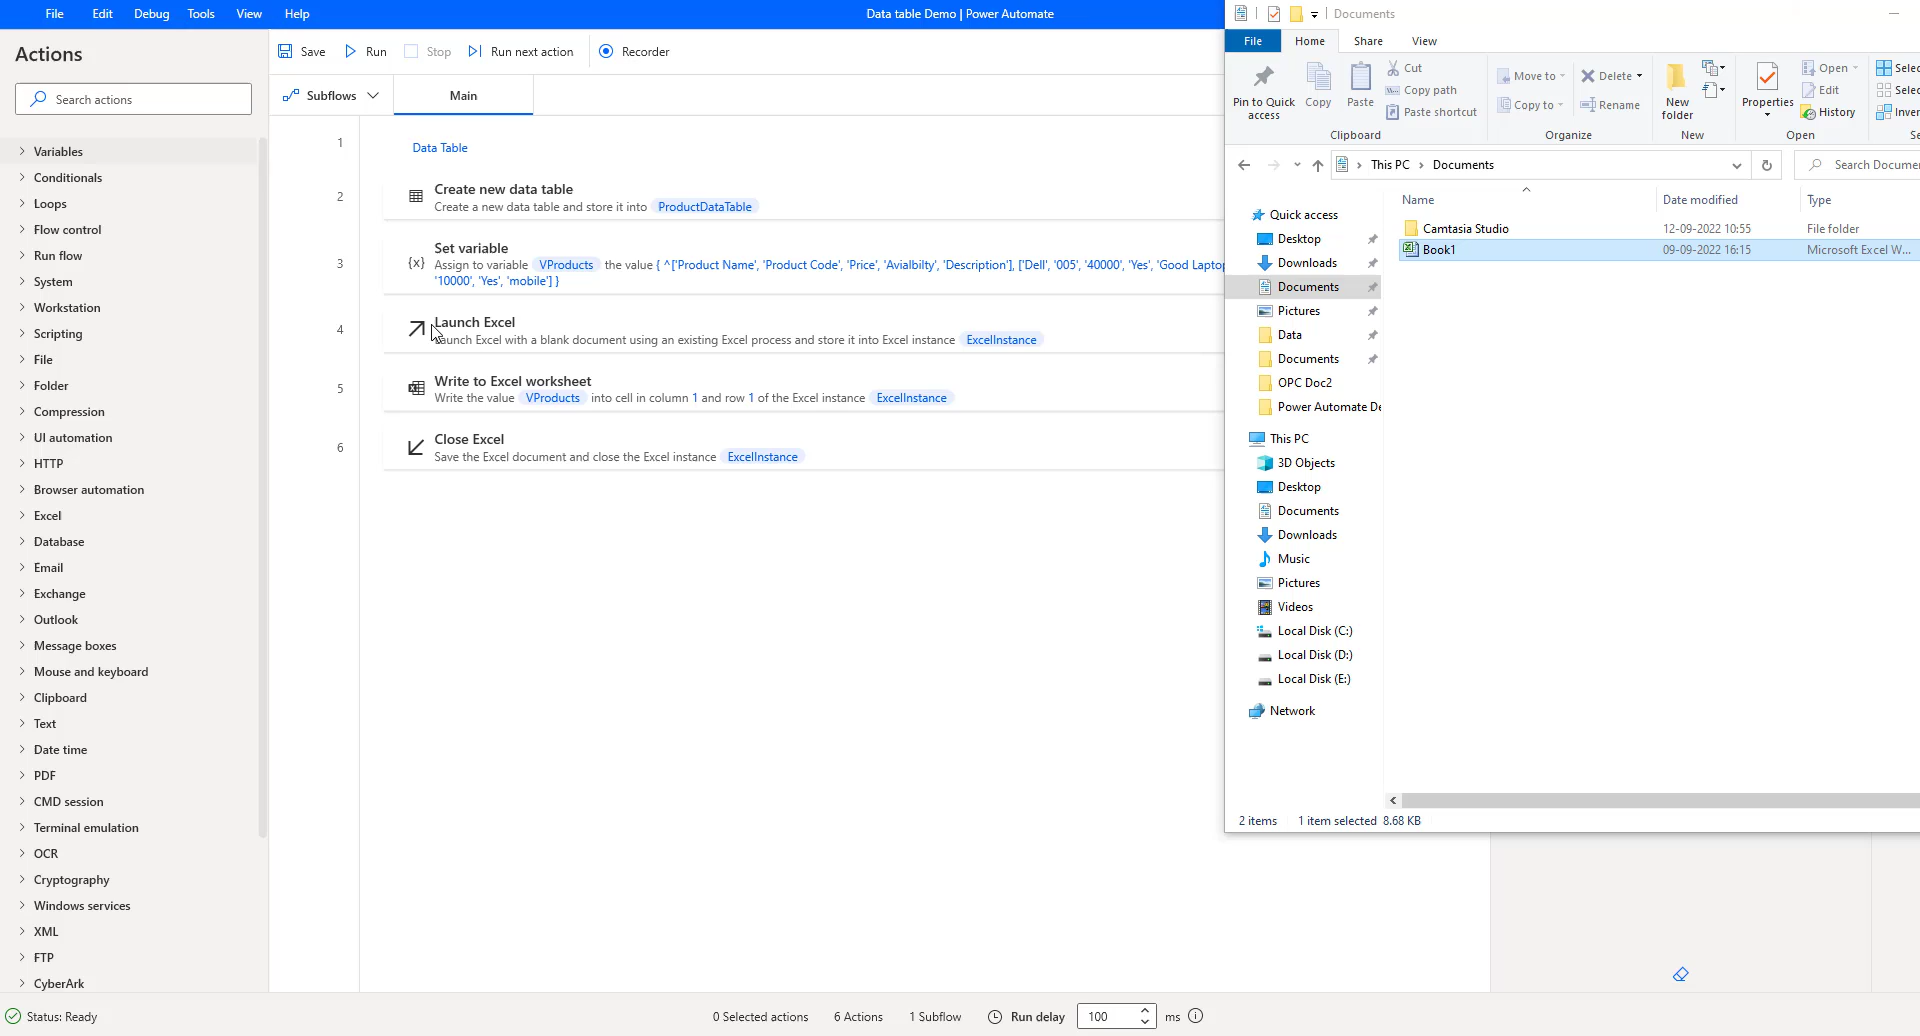 File Edit Debug Tools View Help
Data table Demo | Power Automate
Actions
Search actions
Variables
Conditionals
Loops
Flow control
Run flow
System
Workstation
Scripting
File
Folder
Compression
UI automation
HTTP
Browser automation
Excel
Database
Email
Exchange
Outlook
Message boxes
Mouse and keyboard
Clipboard
Text
Date time
PDF
CMD session
Terminal emulation
OCR
Cryptography
Windows services
XML
FTP
CyberArk
Save Run Stop Run next action Recorder
Subflows Main
1 Data Table
2 Create new data table
Create a new data table and store it into ProductDataTable
3 Set variable
Assign to variable VProducts the value { ^['Product Name', 'Product Code', 'Price', 'Avialbity', 'Description'], ['Dell', '005', '40000', 'Yes', 'Good Laptop
'10000', 'Yes', 'mobile'] }
4 Launch Excel
Launch Excel with a blank document using an existing Excel process and store it into Excel instance ExcelInstance
5 Write to Excel worksheet
Write the value VProducts into cell in column 1 and row 1 of the Excel instance ExcelInstance
6 Close Excel
Save the Excel document and close the Excel instance ExcelInstance
Documents
File Home Share View
Pin to Quick access
Copy
Paste
Cut
Copy path
Paste shortcut
Clipboard
Move to
Copy to
Delete
Rename
Organize
New folder
New
Properties
Open
Edit
History
Open
Selec
Selec
Inver
Se
This PC Documents
Search Documen
Name Date modified Type
Camtasia Studio 12-09-2022 10:55 File folder
Book1 09-09-2022 16:15 Microsoft Excel W...
Quick access
Desktop
Downloads
Documents
Pictures
Data
Documents
OPC Doc2
Power Automate De
This PC
3D Objects
Desktop
Documents
Downloads
Music
Pictures
Videos
Local Disk (C:)
Local Disk (D:)
Local Disk (E:)
Network
2 items 1 item selected 8.68 KB
Status: Ready
0 Selected actions 6 Actions 1 Subflow Run delay 100 ms